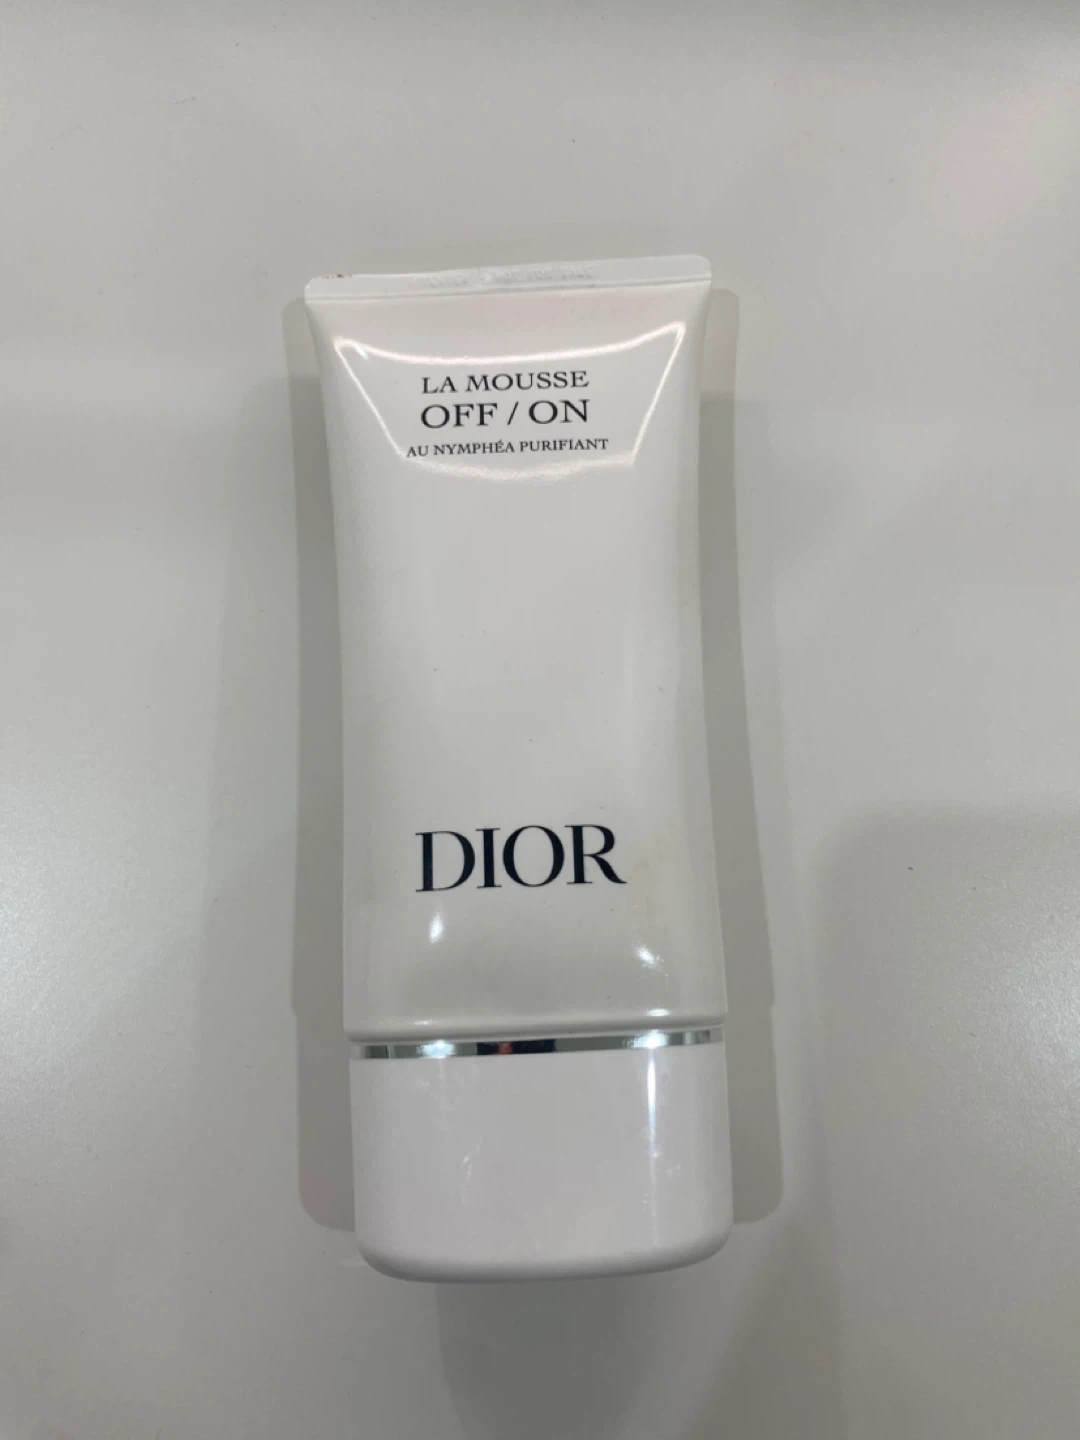 LA MOUSSE
OFF / ON
AU NYMPHÉA PURIFIANT
DIOR